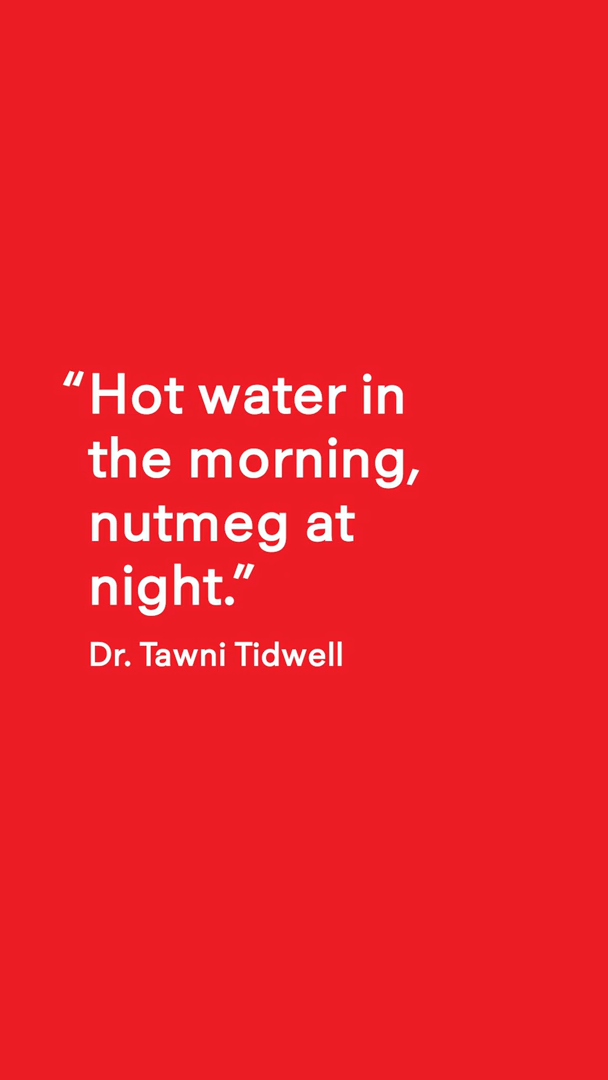 “Hot water in
the morning,
nutmeg at
night.”
Dr. Tawni Tidwell